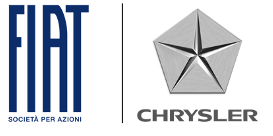 FIAT
SOCIETÀ PER AZIONI
CHRYSLER